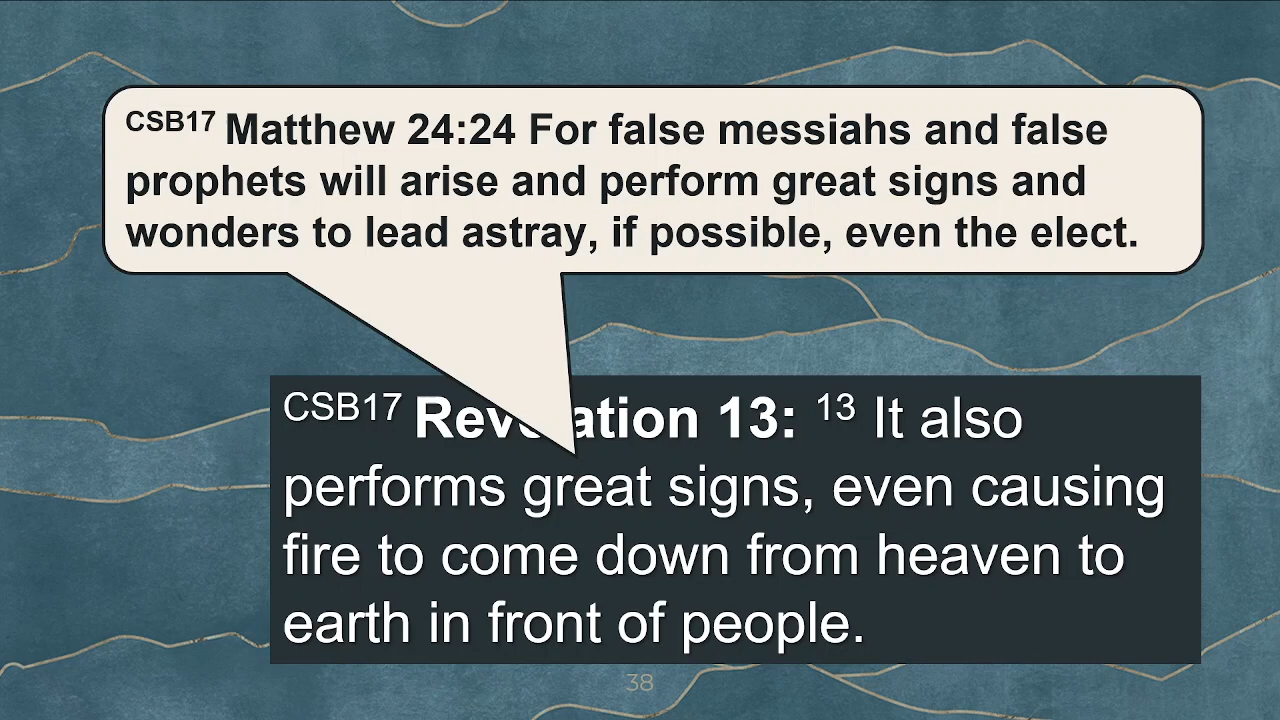 CSB17 Matthew 24:24 For false messiahs and false
prophets will arise and perform great signs and
wonders to lead astray, if possible, even the elect.
CSB17 13: 13 It also
performs great signs, even causing
fire to come down from heaven to
earth in front of people.
38